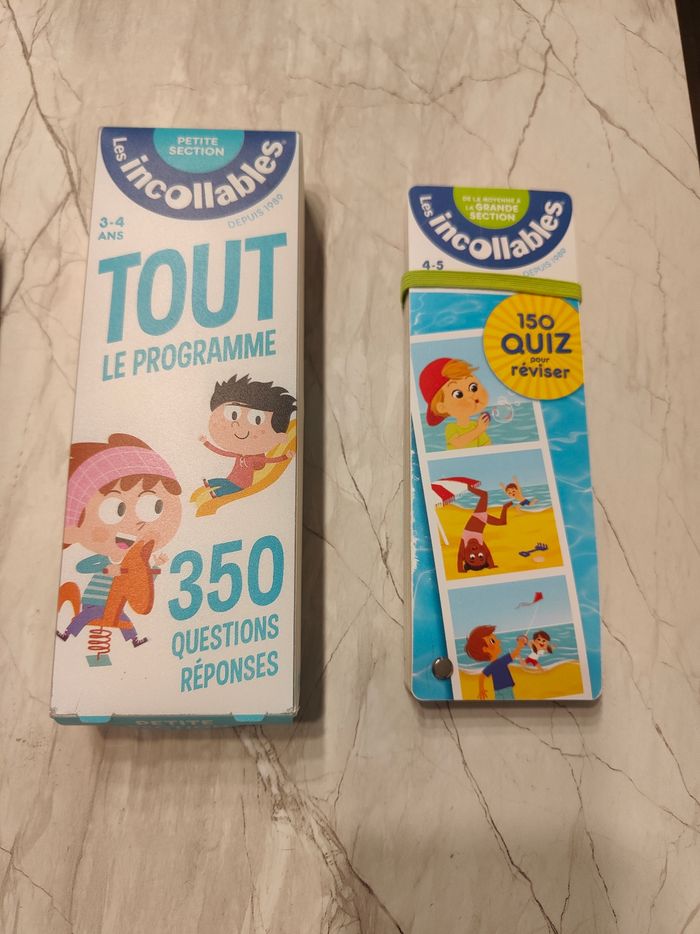 PETITE
SECTION
Les incollables®
DEPUIS 1989
3-4
ANS
TOUT
LE PROGRAMME
350
QUESTIONS
RÉPONSES
PETITE
DE LA MOYENNE À
LA GRANDE
SECTION
Les incollables®
DEPUIS 1989
4-5
150
QUIZ
pour
réviser